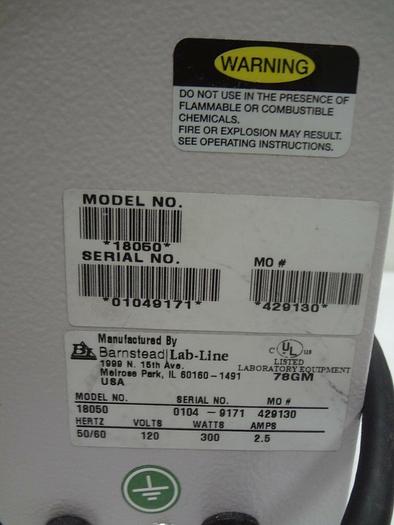 WARNING
DO NOT USE IN THE PRESENCE OF
FLAMMABLE OR COMBUSTIBLE
CHEMICALS.
FIRE OR EXPLOSION MAY RESULT.
SEE OPERATING INSTRUCTIONS.
MODEL NO.
*18050*
SERIAL NO. MO #
*01049171* *429130*
Manufactured By
Barnstead|Lab-Line
1999 N. 15th Ave.
Melrose Park, IL 60160-1491
USA
C UL US
LISTED
LABORATORY EQUIPMENT
78GM
MODEL NO. SERIAL NO. MO #
18050 0104 - 9171 429130
HERTZ VOLTS WATTS AMPS
50/60 120 300 2.5